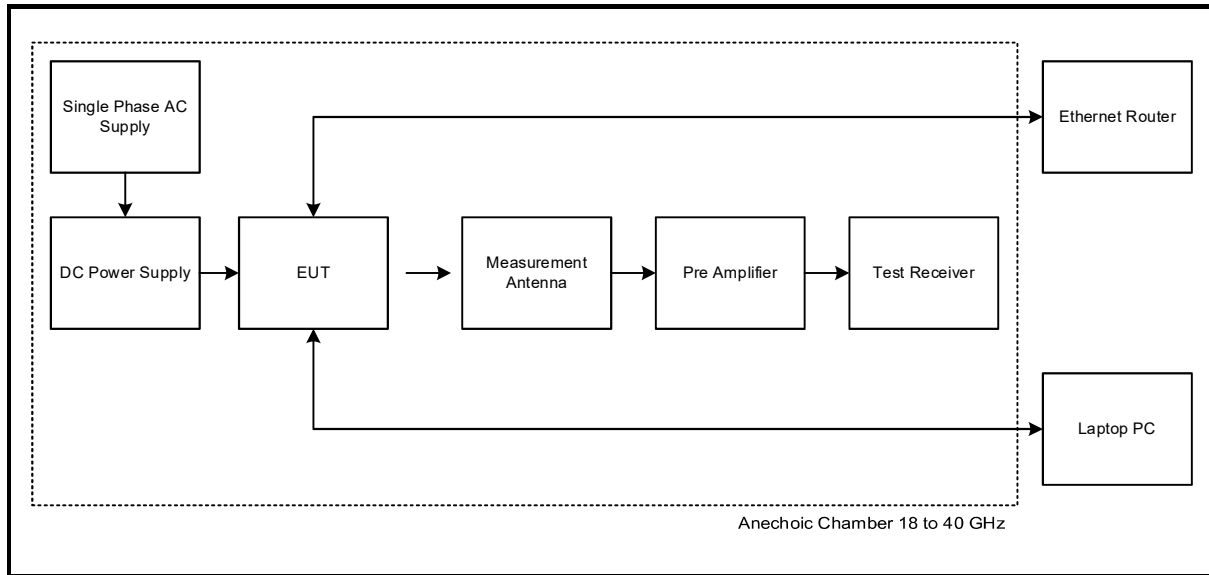 Single Phase AC
Supply
Ethernet Router
DC Power Supply
EUT
Measurement
Antenna
Pre Amplifier
Test Receiver
Laptop PC
Anechoic Chamber 18 to 40 GHz